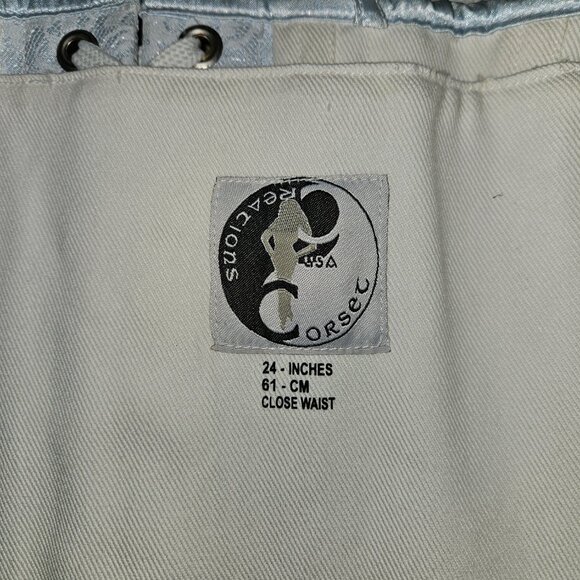 Corset
Creations
USA
24 - INCHES
61 - CM
CLOSE WAIST